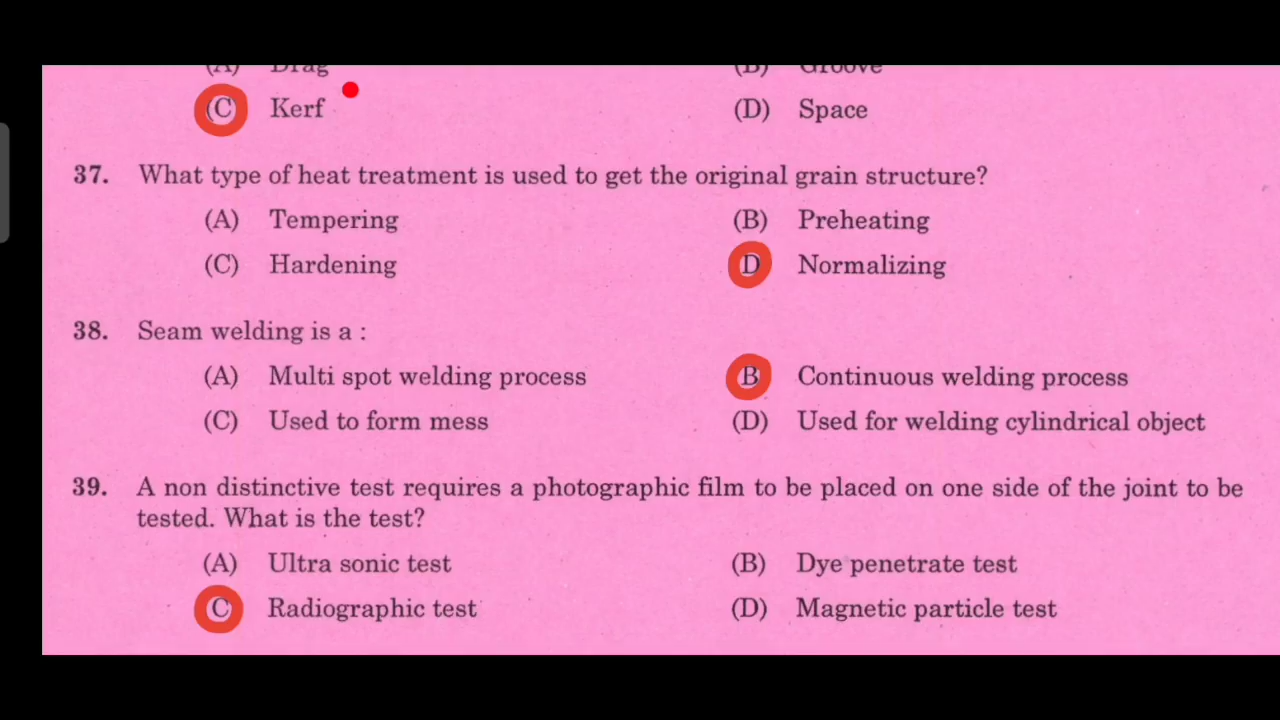 (A) Drag (B) Groove
(C) Kerf (D) Space
37. What type of heat treatment is used to get the original grain structure?
(A) Tempering (B) Preheating
(C) Hardening D Normalizing
38. Seam welding is a :
(A) Multi spot welding process B Continuous welding process
(C) Used to form mess (D) Used for welding cylindrical object
39. A non distinctive test requires a photographic film to be placed on one side of the joint to be
tested. What is the test?
(A) Ultra sonic test (B) Dye penetrate test
C Radiographic test (D) Magnetic particle test